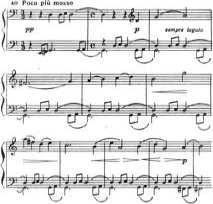 40 Poco più mosso
pp
p sempre legato
p